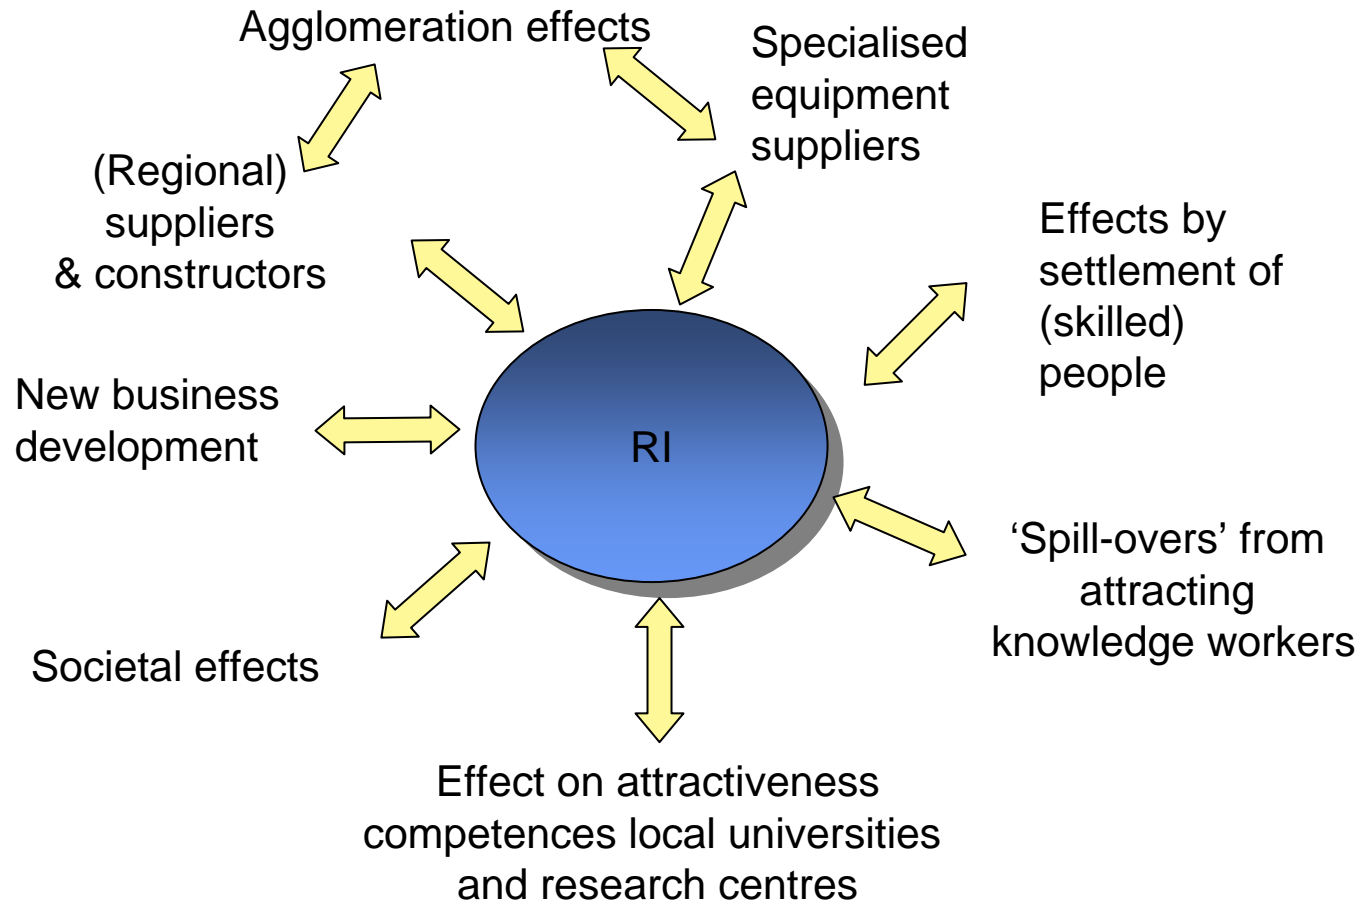 Agglomeration effects
Specialised
equipment
suppliers
(Regional)
suppliers
& constructors
Effects by
settlement of
(skilled)
people
New business
development
RI
‘Spill-overs’ from
attracting
knowledge workers
Societal effects
Effect on attractiveness
competences local universities
and research centres